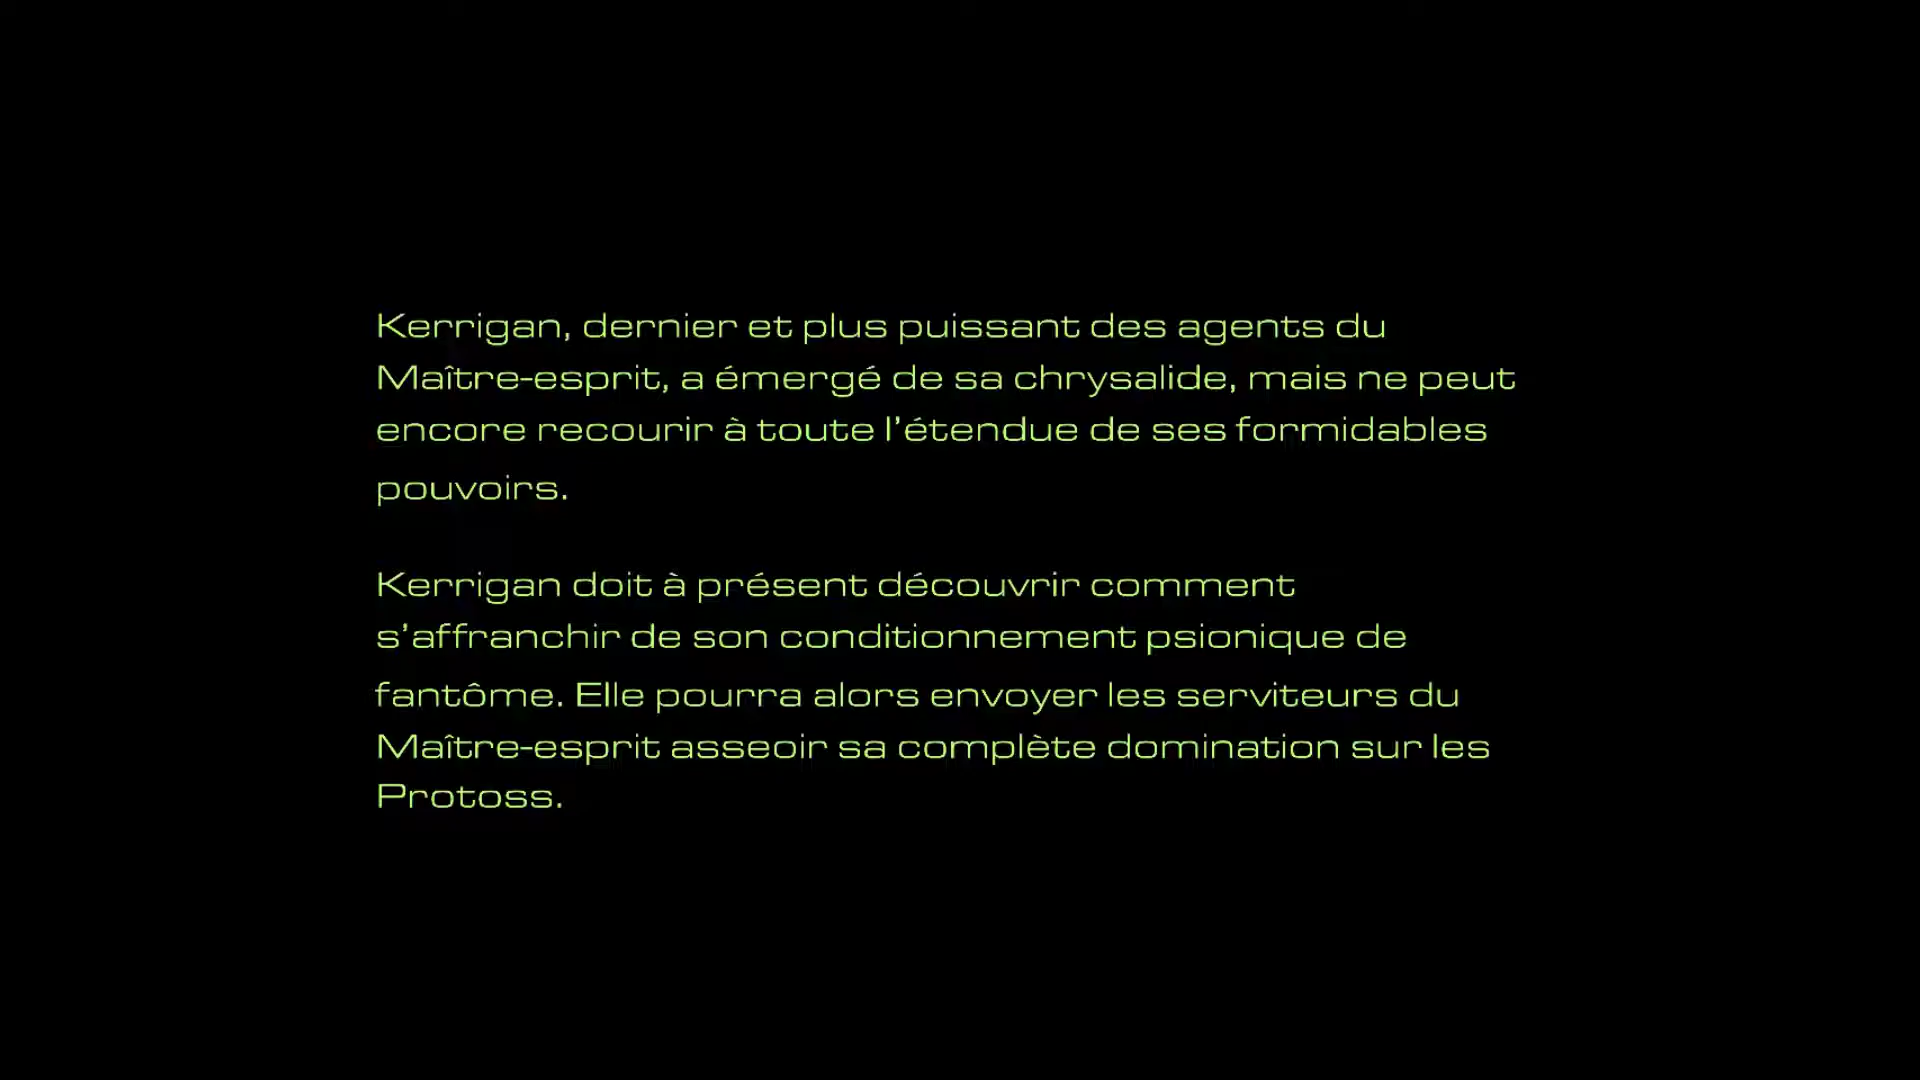 Kerrigan, dernier et plus puissant des agents du
Maître-esprit, a émergé de sa chrysalide, mais ne peut
encore recourir à toute l’étendue de ses formidables
pouvoirs.
Kerrigan doit à présent découvrir comment
s’affranchir de son conditionnement psionique de
fantôme. Elle pourra alors envoyer les serviteurs du
Maître-esprit asseoir sa complète domination sur les
Protoss.